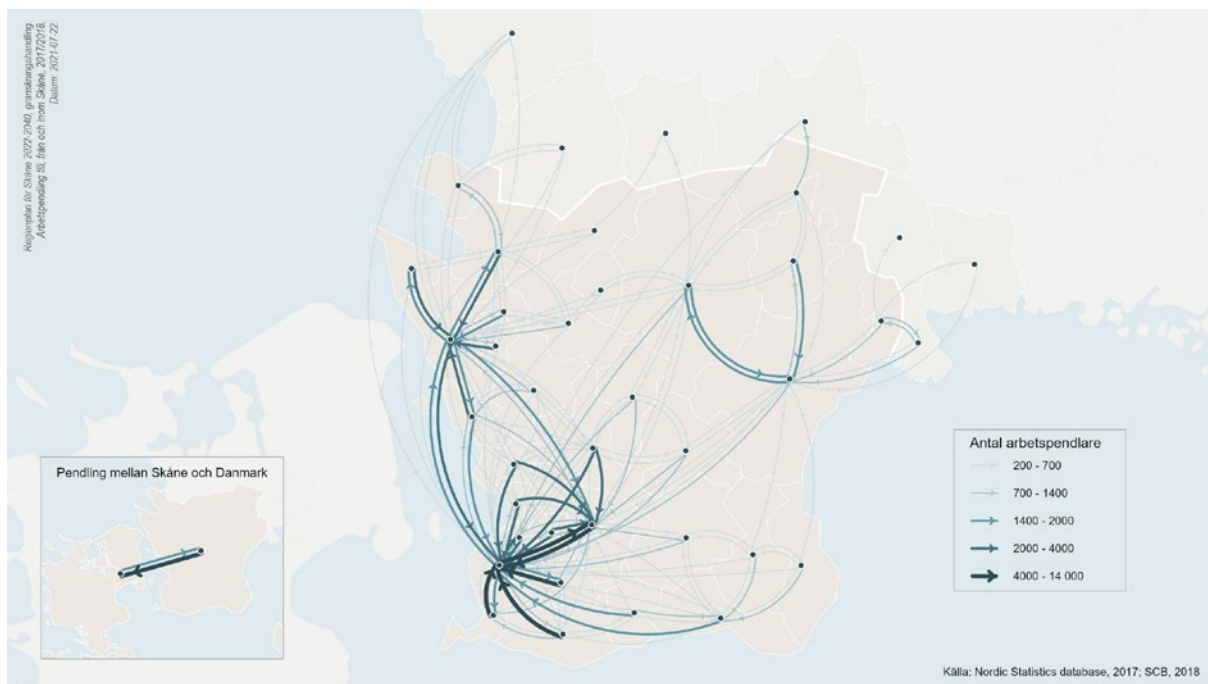 Regionplan för Skåne 2022-2040, granskningshandling.
Arbetspendling till, från och inom Skåne, 2017/2018.
Datum: 2021-07-22.
Pendling mellan Skåne och Danmark
Antal arbetspendlare
200 - 700
700 - 1400
1400 - 2000
2000 - 4000
4000 - 14 000
Källa: Nordic Statistics database, 2017; SCB, 2018